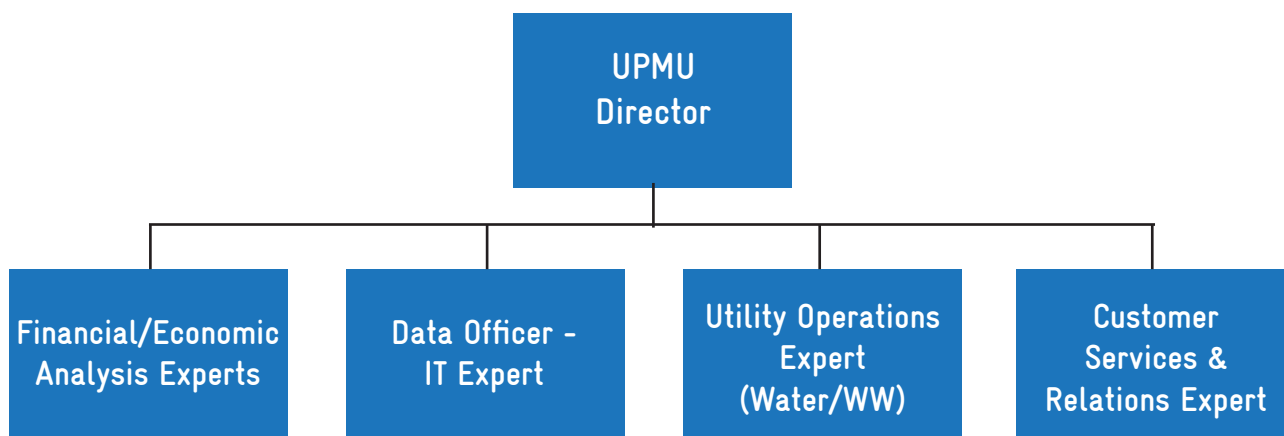 UPMU
Director
Financial/Economic
Analysis Experts
Data Officer -
IT Expert
Utility Operations
Expert
(Water/WW)
Customer
Services &
Relations Expert